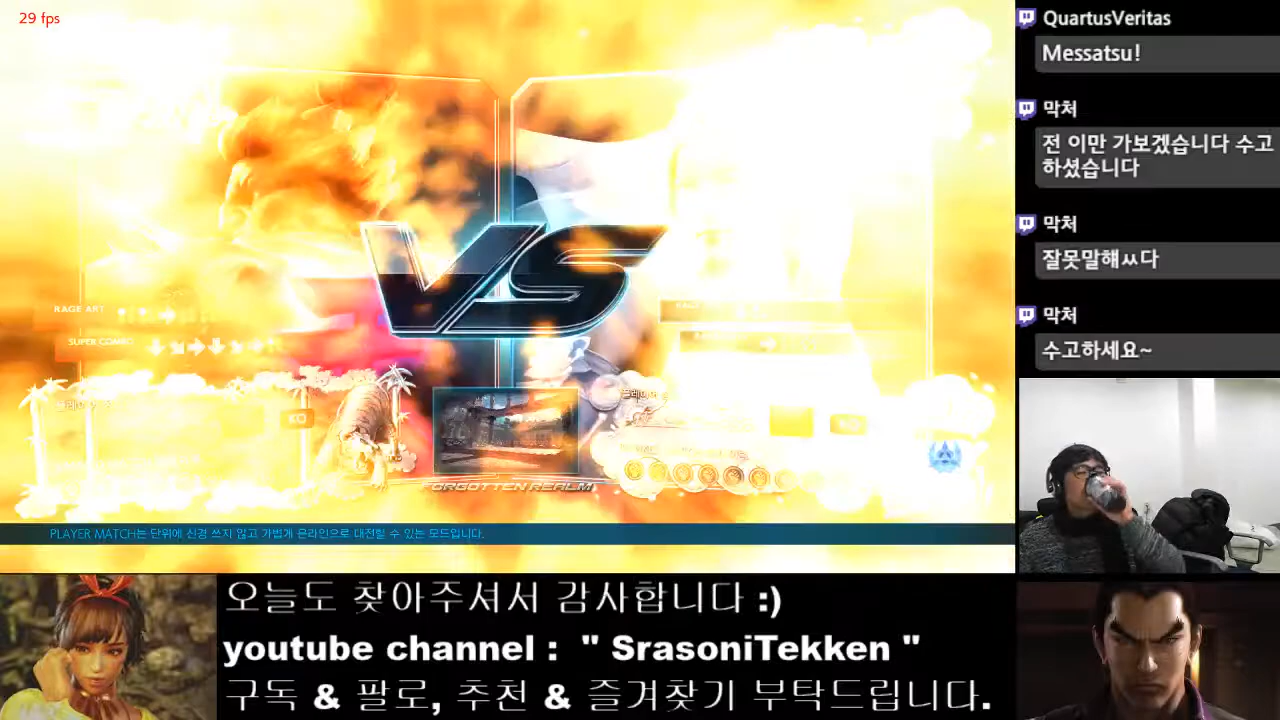 29 fps
QuartusVeritas
Messatsu!
막처
전 이만 가보겠습니다 수고
하셨습니다
막처
잘못말해ㅆ다
막처
수고하세요~
VS
RAGE ART
SUPER COMBO
KO
FORGOTTEN REALM
PLAYER MATCH는 단위에 신경 쓰지 않고 가볍게 온라인으로 대전할 수 있는 모드입니다.
오늘도 찾아주셔서 감사합니다 :)
youtube channel : " SrasoniTekken "
구독 & 팔로, 추천 & 즐겨찾기 부탁드립니다.